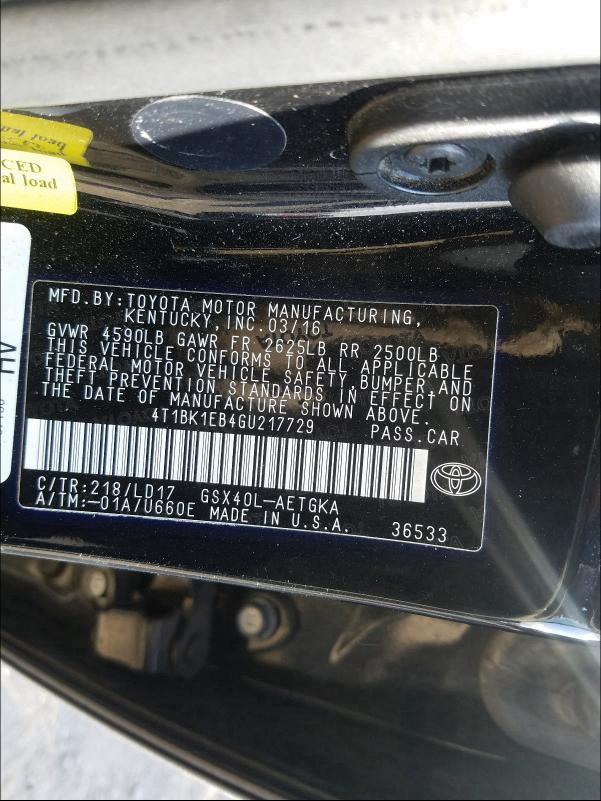 beat fed
CED
al load
HV
MFD.BY:TOYOTA MOTOR MANUFACTURING,
KENTUCKY, INC.03/16
GVWR 4590LB GAWR FR 2625LB RR 2500LB
THIS VEHICLE CONFORMS TO ALL APPLICABLE
FEDERAL MOTOR VEHICLE SAFETY, BUMPER,AND
THEFT PREVENTION STANDARDS IN EFFECT ON
THE DATE OF MANUFACTURE SHOWN ABOVE.
4T1BK1EB4GU217729 PASS.CAR
C/TR:218/LD17 GSX40L-AETGKA
A/TM:-01A/U660E MADE IN U.S.A. 36533